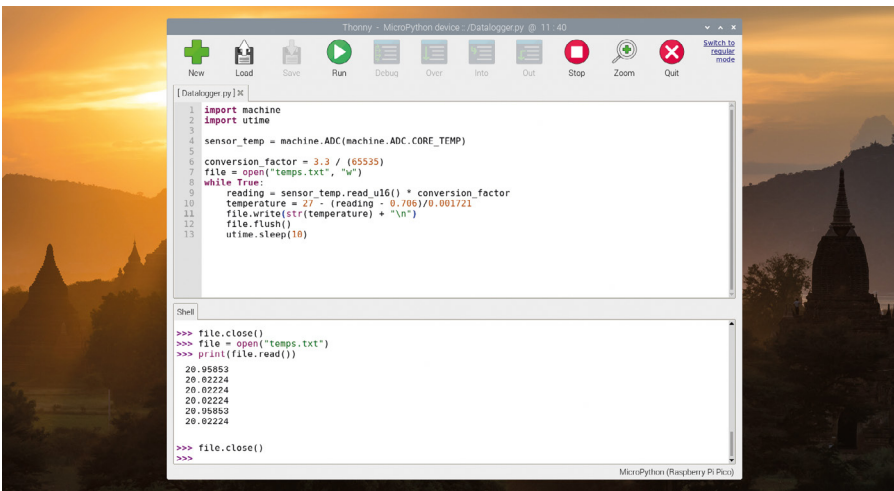 Thonny - MicroPython device :: /Datalogger.py @ 11 : 40
New Load Save Run Debug Over Into Out Stop Zoom Quit
Switch to
regular
mode
[ Datalogger.py ]
1 import machine
2 import utime
3
4 sensor_temp = machine.ADC(machine.ADC.CORE_TEMP)
5
6 conversion_factor = 3.3 / (65535)
7 file = open("temps.txt", "w")
8 while True:
9     reading = sensor_temp.read_u16() * conversion_factor
10     temperature = 27 - (reading - 0.706)/0.001721
11     file.write(str(temperature) + "\n")
12     file.flush()
13     utime.sleep(10)
Shell
>>> file.close()
>>> file = open("temps.txt")
>>> print(file.read())
20.95853
20.02224
20.02224
20.02224
20.95853
20.02224
>>> file.close()
>>>
MicroPython (Raspberry Pi Pico)